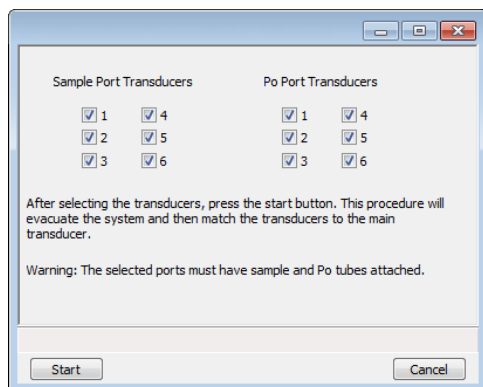 Sample Port Transducers Po Port Transducers
1 4 1 4
2 5 2 5
3 6 3 6
After selecting the transducers, press the start button. This procedure will
evacuate the system and then match the transducers to the main
transducer.
Warning: The selected ports must have sample and Po tubes attached.
Start Cancel